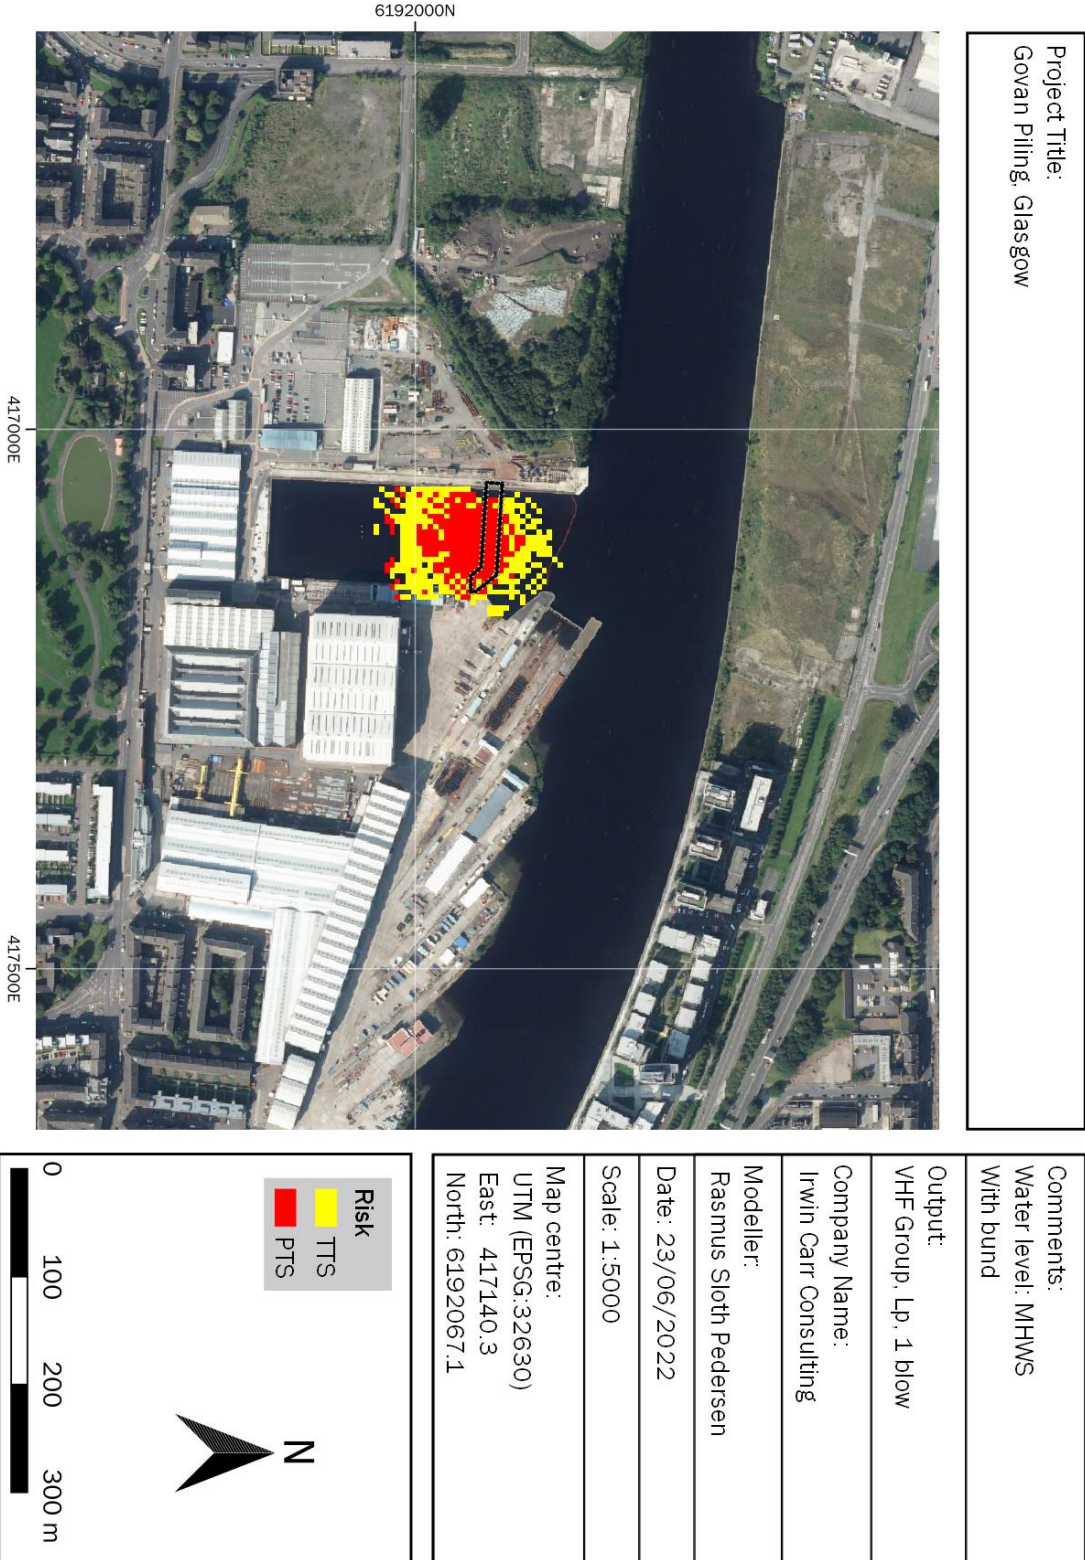 Project Title:
Govan Piling, Glasgow
6192000N
417000E
417500E
Comments:
Water level: MHWS
With bund
Output:
VHF Group, Lp, 1 blow
Company Name:
Irwin Carr Consulting
Modeller:
Rasmus Sloth Pedersen
Date: 23/06/2022
Scale: 1:5000
Map centre:
UTM (EPSG:32630)
East: 417140.3
North: 6192067.1
Risk
TTS
PTS
N
0 100 200 300 m